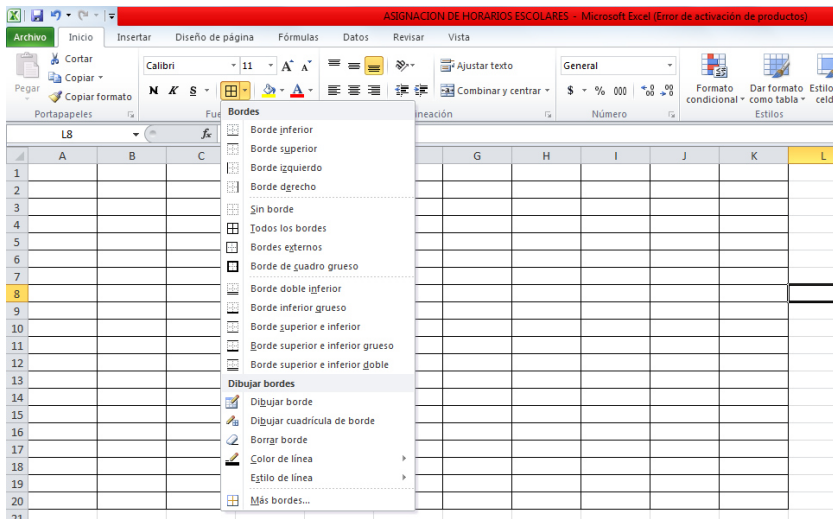 ASIGNACION DE HORARIOS ESCOLARES - Microsoft Excel (Error de activación de productos)
Archivo Inicio Insertar Diseño de página Fórmulas Datos Revisar Vista
Cortar
Copiar
Copiar formato
Pegar
Portapapeles
Calibri 11 A A
N K S A
Fue
Ajustar texto
Combinar y centrar
ineación
General
$ % 000
Número
Formato condicional
Dar formato como tabla
Estilo
celd
Estilos
L8 fx
A B C G H I J K L
1
2
3
4
5
6
7
8
9
10
11
12
13
14
15
16
17
18
19
20
21
Bordes
Borde inferior
Borde superior
Borde izquierdo
Borde derecho
Sin borde
Todos los bordes
Bordes externos
Borde de cuadro grueso
Borde doble inferior
Borde inferior grueso
Borde superior e inferior
Borde superior e inferior grueso
Borde superior e inferior doble
Dibujar bordes
Dibujar borde
Dibujar cuadrícula de borde
Borrar borde
Color de línea
Estilo de línea
Más bordes...